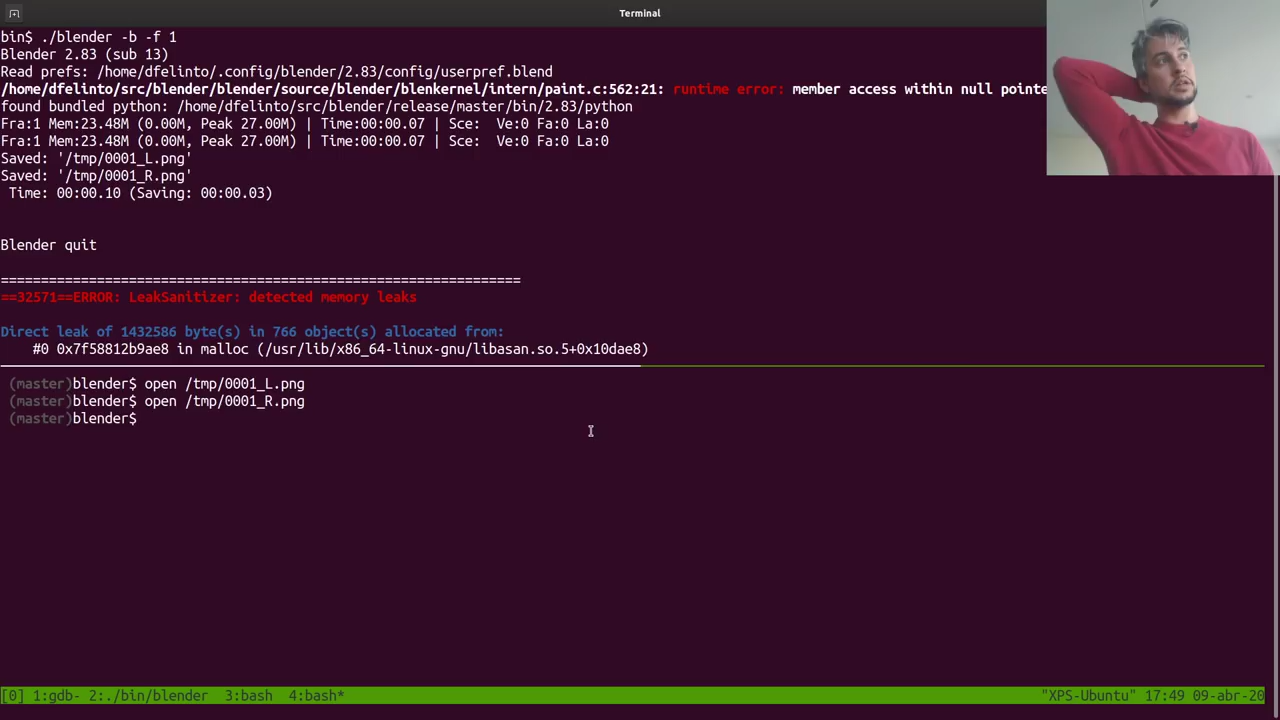 Terminal
bin$ ./blender -b -f 1
Blender 2.83 (sub 13)
Read prefs: /home/dfelinto/.config/blender/2.83/config/userpref.blend
/home/dfelinto/src/blender/blender/source/blender/blenkernel/intern/paint.c:562:21: runtime error: member access within null pointe
found bundled python: /home/dfelinto/src/blender/release/master/bin/2.83/python
Fra:1 Mem:23.48M (0.00M, Peak 27.00M) | Time:00:00.07 | Sce:  Ve:0 Fa:0 La:0
Fra:1 Mem:23.48M (0.00M, Peak 27.00M) | Time:00:00.07 | Sce:  Ve:0 Fa:0 La:0
Saved: '/tmp/0001_L.png'
Saved: '/tmp/0001_R.png'
Time: 00:00.10 (Saving: 00:00.03)
Blender quit
=================================================================
==32571==ERROR: LeakSanitizer: detected memory leaks
Direct leak of 1432586 byte(s) in 766 object(s) allocated from:
#0 0x7f58812b9ae8 in malloc (/usr/lib/x86_64-linux-gnu/libasan.so.5+0x10dae8)
(master)blender$ open /tmp/0001_L.png
(master)blender$ open /tmp/0001_R.png
(master)blender$
[0] 1:gdb- 2:./bin/blender  3:bash  4:bash* "XPS-Ubuntu" 17:49 09-abr-20